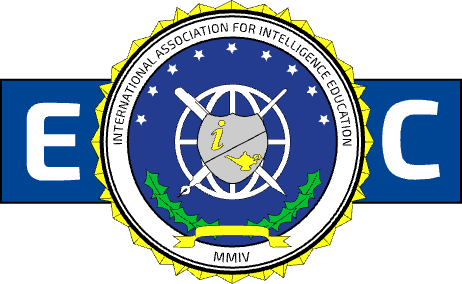 E
INTERNATIONAL ASSOCIATION FOR INTELLIGENCE EDUCATION
i
C
MMIV